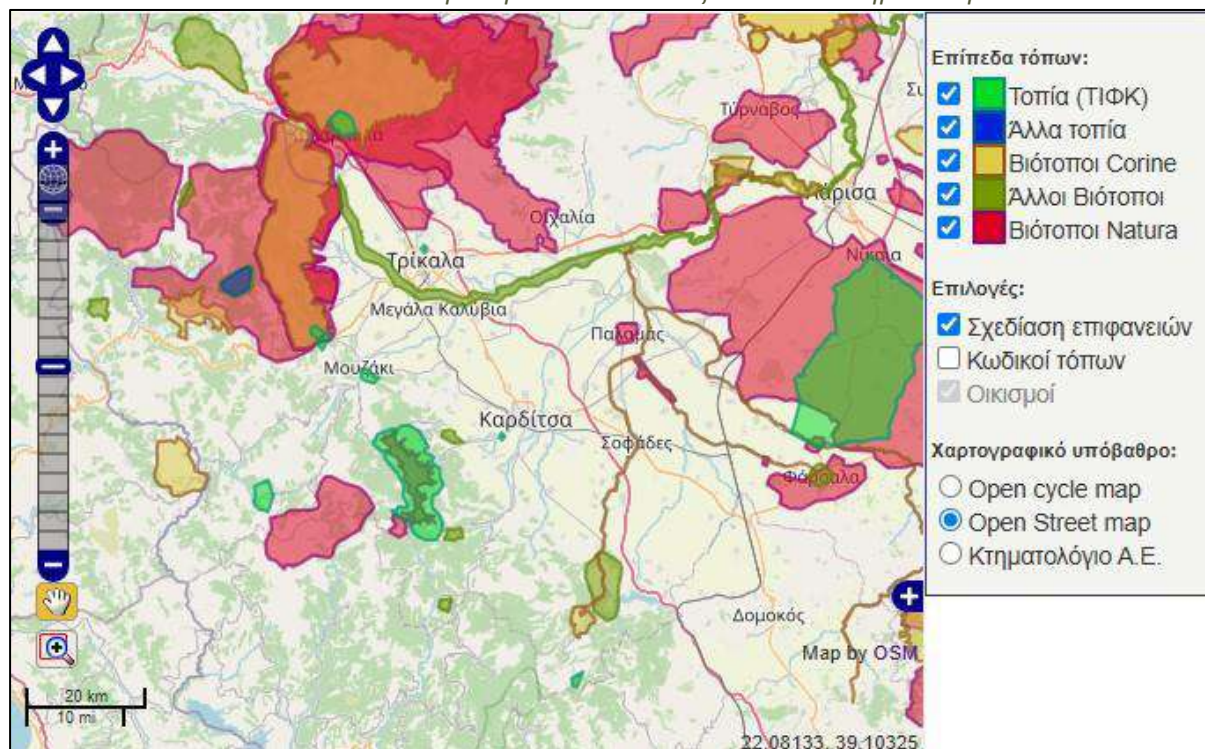 Τύρναβος
Λάρισα
Οιχαλία
Νίκαια
Τρίκαλα
Μεγάλα Καλύβια
Παλαμάς
Μουζάκι
Καρδίτσα
Σοφάδες
Φάρσαλα
Δομοκός
Map by OSM
20 km
10 mi
22.08133, 39.10325
Επίπεδα τόπων:
Τοπία (ΤΙΦΚ)
Άλλα τοπία
Βιότοποι Corine
Άλλοι Βιότοποι
Βιότοποι Natura
Επιλογές:
Σχεδίαση επιφανειών
Κωδικοί τόπων
Οικισμοί
Χαρτογραφικό υπόβαθρο:
Open cycle map
Open Street map
Κτηματολόγιο Α.Ε.